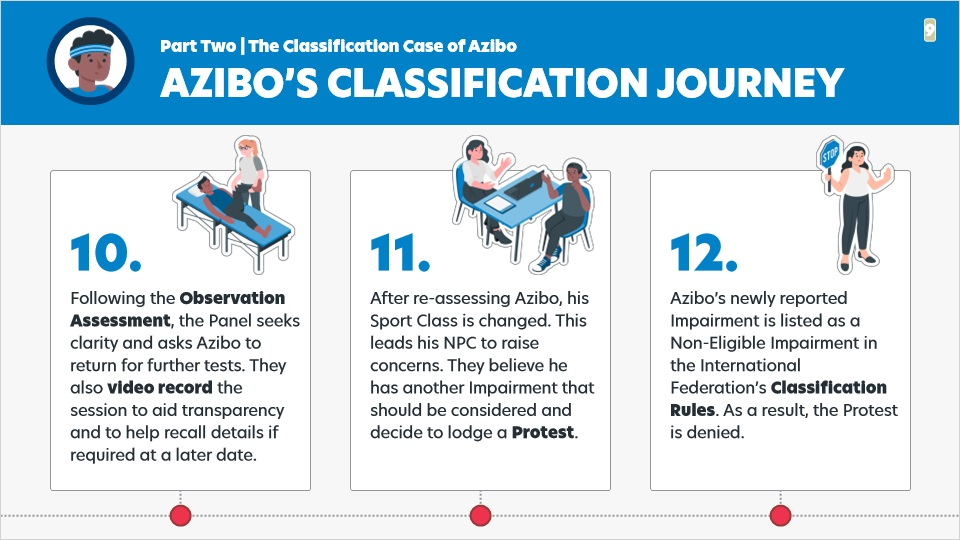 Part Two | The Classification Case of Azibo
9
AZIBO'S CLASSIFICATION JOURNEY
STOP
10.
Following the Observation
Assessment, the Panel seeks
clarity and asks Azibo to
return for further tests. They
also video record the
session to aid transparency
and to help recall details if
required at a later date.
11.
After re-assessing Azibo, his
Sport Class is changed. This
leads his NPC to raise
concerns. They believe he
has another Impairment that
should be considered and
decide to lodge a Protest.
12.
Azibo's newly reported
Impairment is listed as a
Non-Eligible Impairment in
the International
Federation's Classification
Rules. As a result, the Protest
is denied.